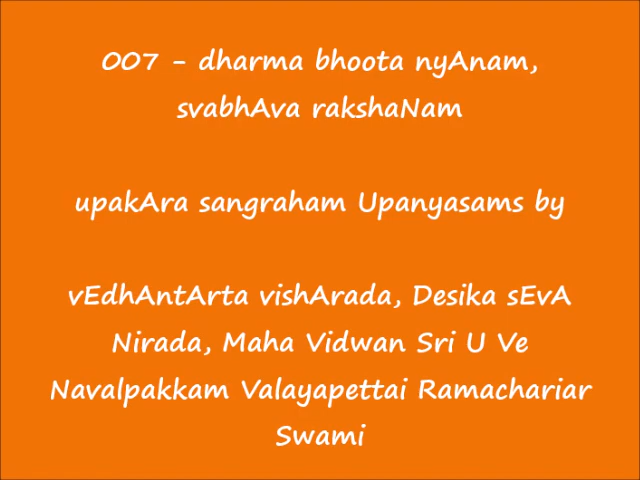 007 - dharma bhoota nyAnam,
svabhAva rakshaNam
upakAra sangraham Upanyasams by
vEdhAntArta vishArada, Desika sEvA
Nirada, Maha Vidwan Sri U Ve
Navalpakkam Valayapettai Ramachariar
Swami